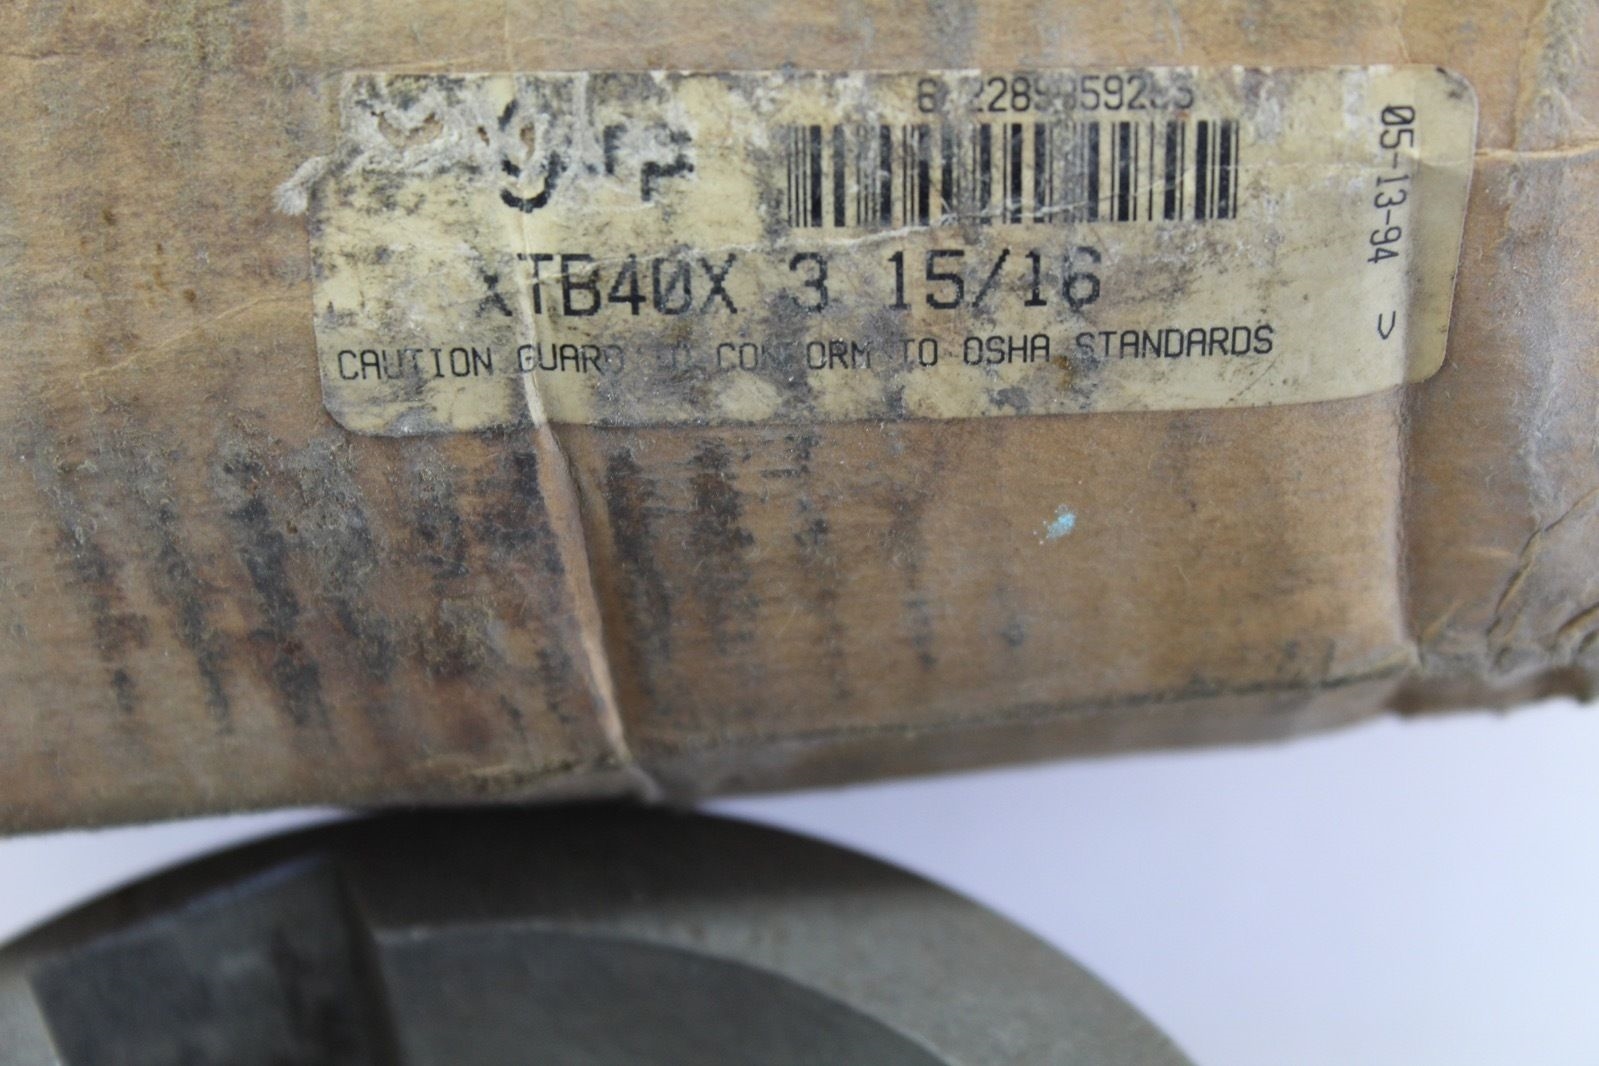 XTB40X 3 15/16
CAUTION GUARD TO CONFORM TO OSHA STANDARDS
05-13-94 >